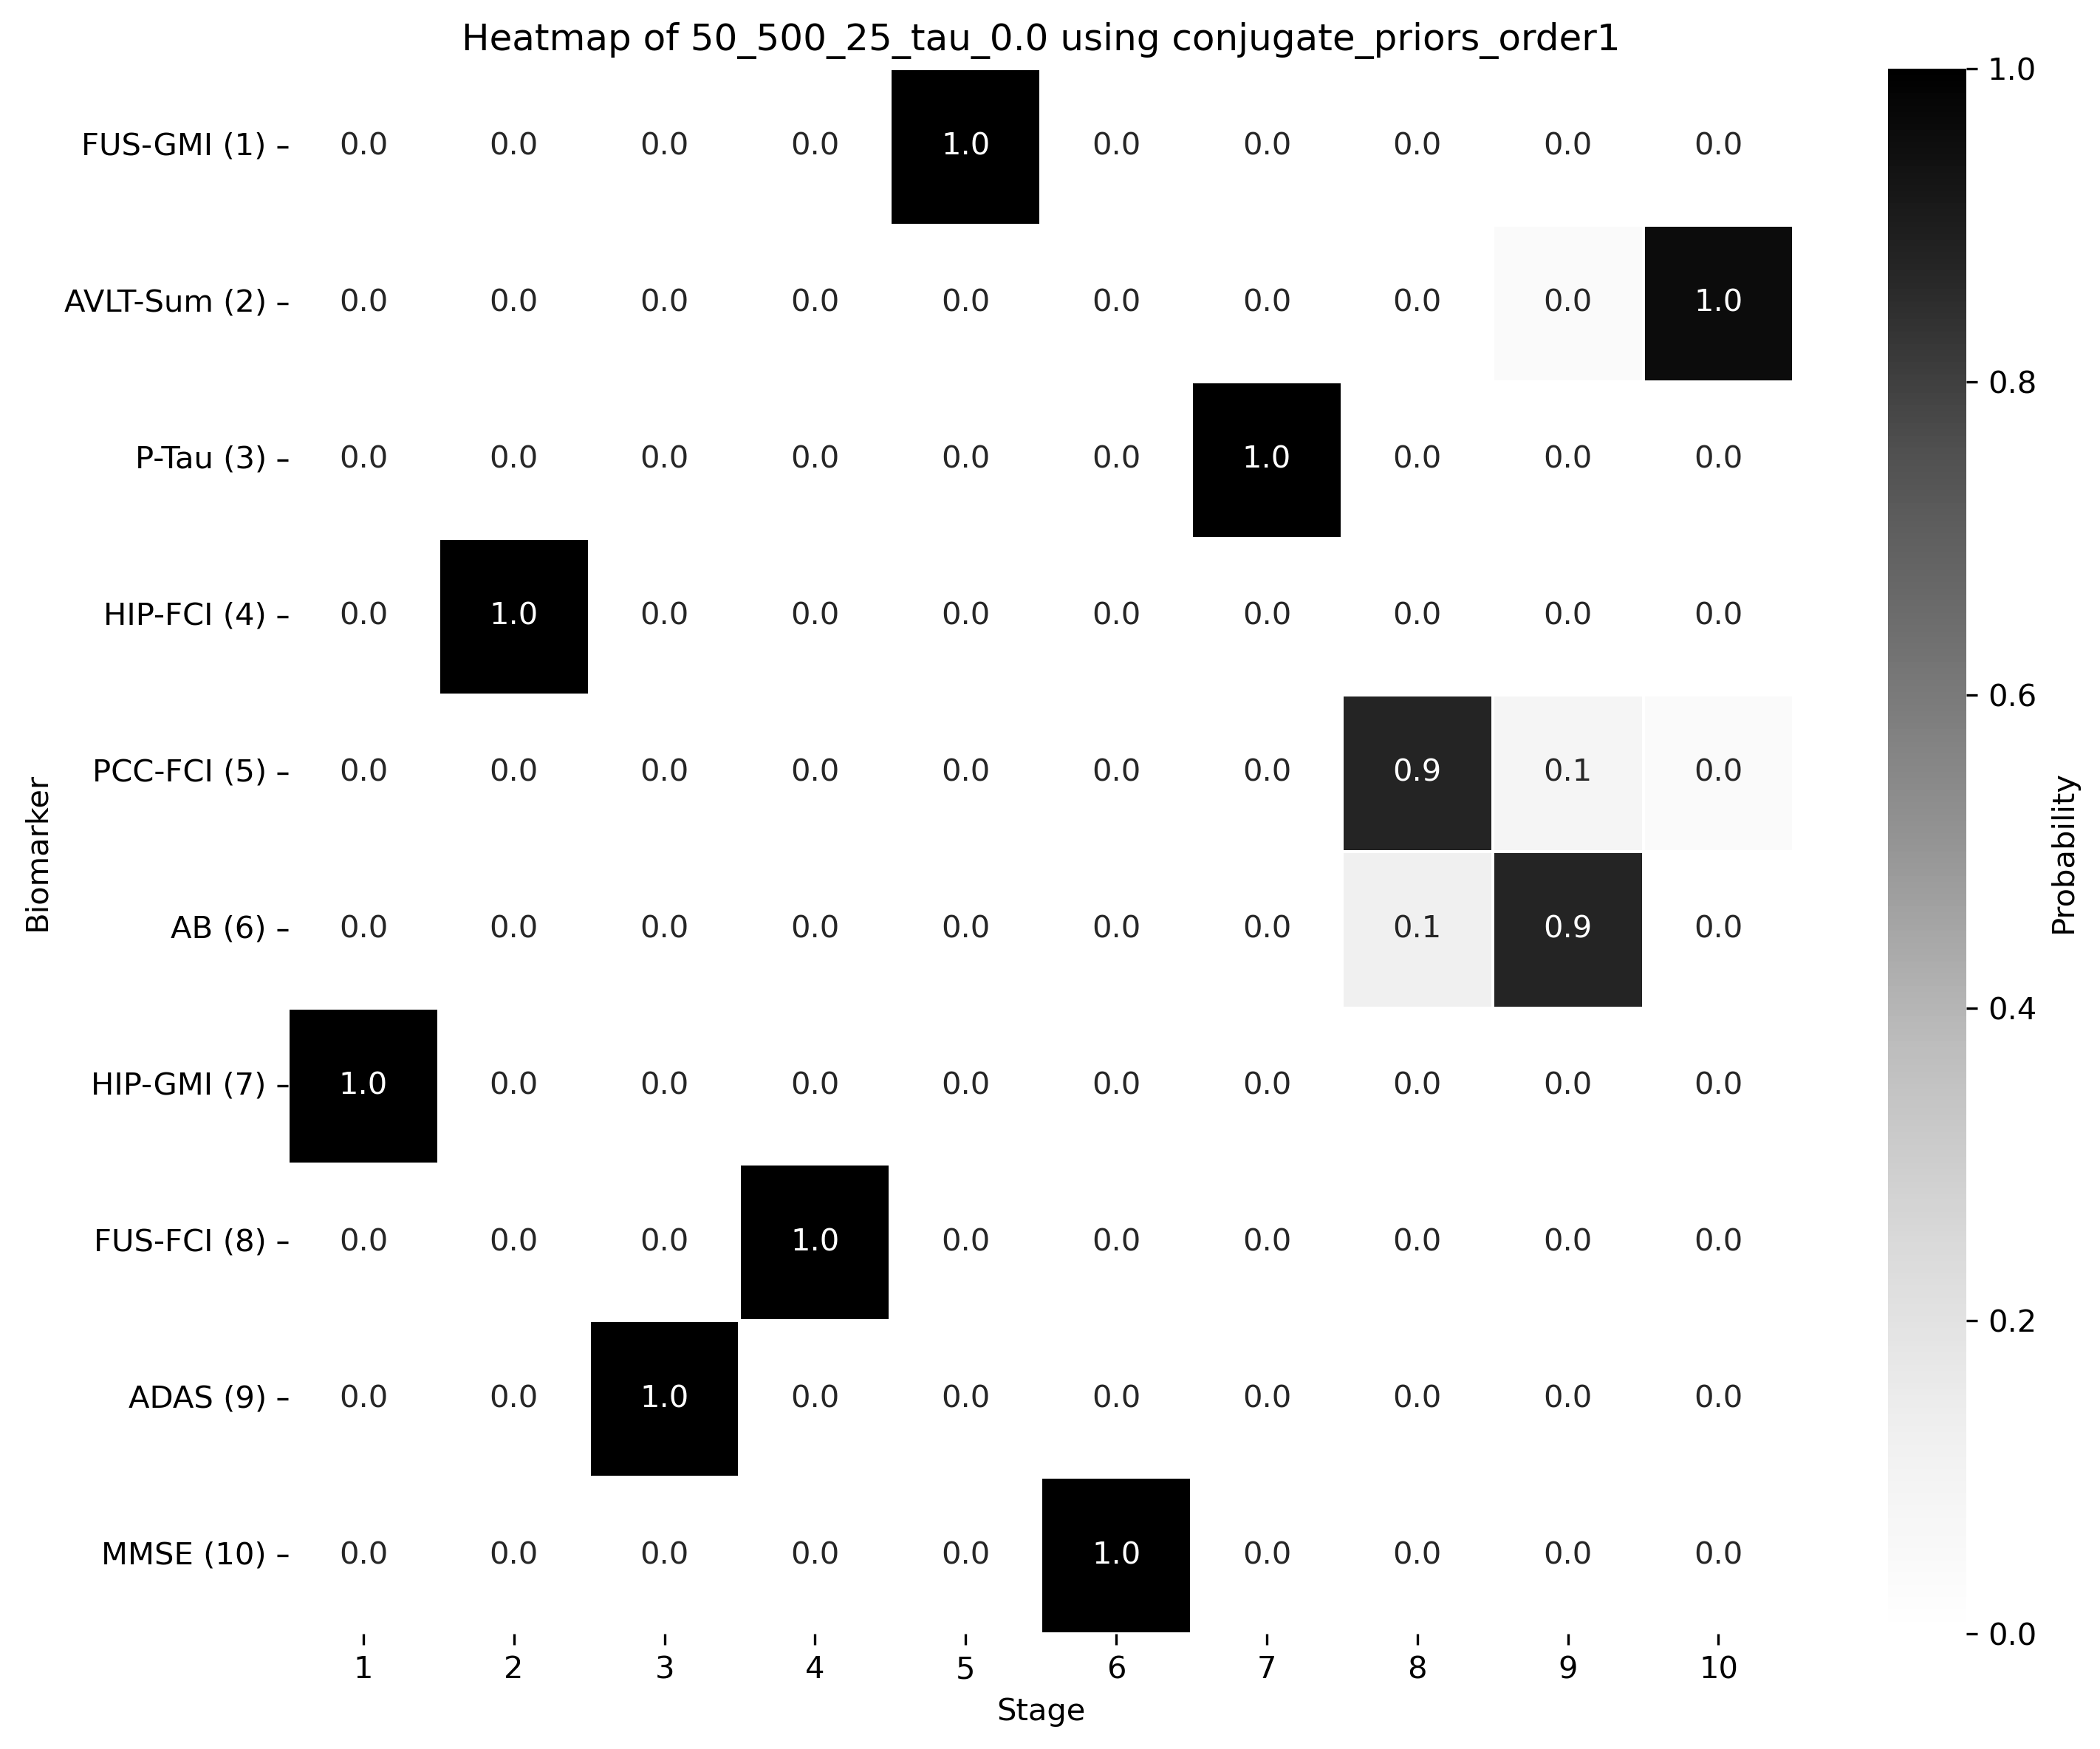 Heatmap of 50_500_25_tau_0.0 using conjugate_priors_order1
FUS-GMI (1) 0.0 0.0 0.0 0.0 1.0 0.0 0.0 0.0 0.0 0.0
AVLT-Sum (2) 0.0 0.0 0.0 0.0 0.0 0.0 0.0 0.0 0.0 1.0
P-Tau (3) 0.0 0.0 0.0 0.0 0.0 0.0 1.0 0.0 0.0 0.0
HIP-FCI (4) 0.0 1.0 0.0 0.0 0.0 0.0 0.0 0.0 0.0 0.0
PCC-FCI (5) 0.0 0.0 0.0 0.0 0.0 0.0 0.0 0.9 0.1 0.0
AB (6) 0.0 0.0 0.0 0.0 0.0 0.0 0.0 0.1 0.9 0.0
HIP-GMI (7) 1.0 0.0 0.0 0.0 0.0 0.0 0.0 0.0 0.0 0.0
FUS-FCI (8) 0.0 0.0 0.0 1.0 0.0 0.0 0.0 0.0 0.0 0.0
ADAS (9) 0.0 0.0 1.0 0.0 0.0 0.0 0.0 0.0 0.0 0.0
MMSE (10) 0.0 0.0 0.0 0.0 0.0 1.0 0.0 0.0 0.0 0.0
1 2 3 4 5 6 7 8 9 10
Stage
Biomarker
1.0
0.8
0.6
0.4
0.2
0.0
Probability